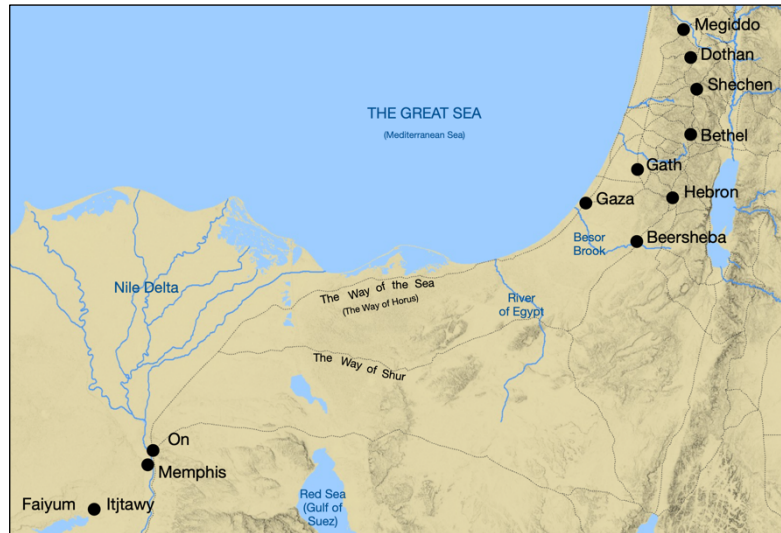 Megiddo
Dothan
Shechen
THE GREAT SEA
(Mediterranean Sea)
Bethel
Gath
Gaza
Hebron
Besor
Brook
Beersheba
Nile Delta
The Way of the Sea
(The Way of Horus)
River
of Egypt
The Way of Shur
On
Memphis
Faiyum
Itjtawy
Red Sea
(Gulf of
Suez)